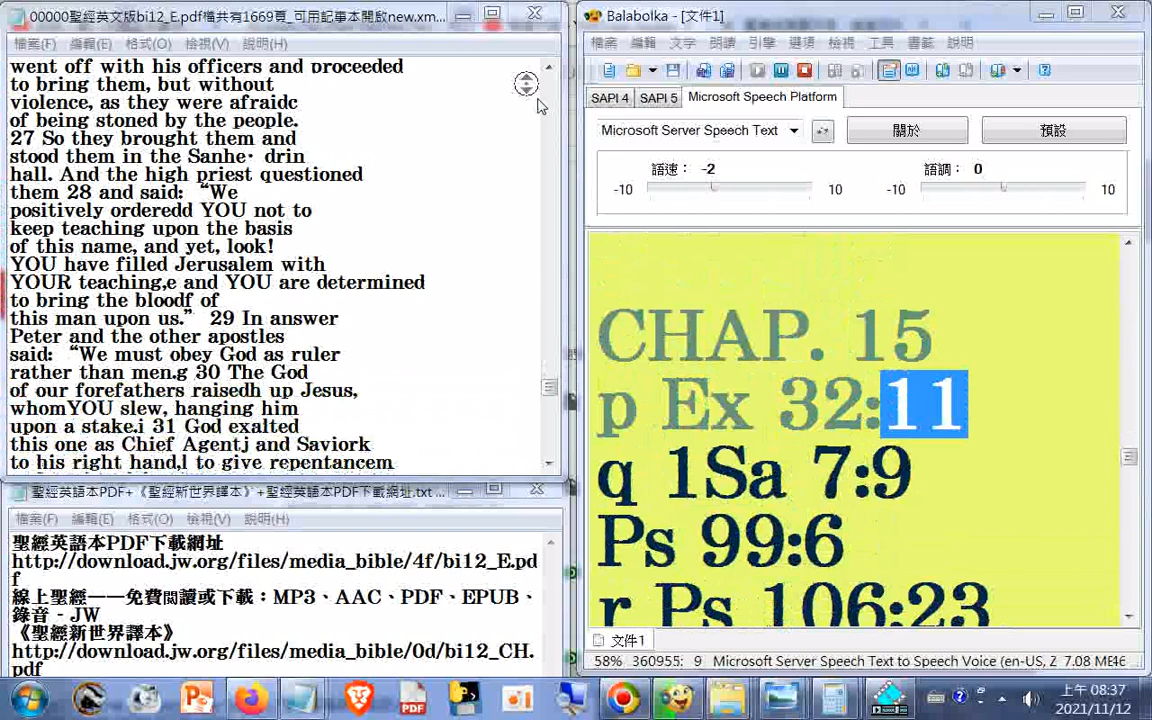 00000聖經英文版bi12_E.pdf檔共有1669頁_可用記事本開啟new.xm...
檔案(F) 編輯(E) 格式(O) 檢視(V) 說明(H)
went off with his officers and proceeded
to bring them, but without
violence, as they were afraidc
of being stoned by the people.
27 So they brought them and
stood them in the Sanhe· drin
hall. And the high priest questioned
them 28 and said: “We
positively orderedd YOU not to
keep teaching upon the basis
of this name, and yet, look!
YOU have filled Jerusalem with
YOUR teaching,e and YOU are determined
to bring the bloodf of
this man upon us.” 29 In answer
Peter and the other apostles
said: “We must obey God as ruler
rather than men.g 30 The God
of our forefathers raisedh up Jesus,
whomYOU slew, hanging him
upon a stake.i 31 God exalted
this one as Chief Agentj and Saviork
to his right hand,l to give repentancem
聖經英語本PDF+《聖經新世界譯本》+聖經英語本PDF下載網址.txt ...
檔案(F) 編輯(E) 格式(O) 檢視(V) 說明(H)
聖經英語本PDF下載網址
http://download.jw.org/files/media_bible/4f/bi12_E.pd
f
線上聖經——免費閱讀或下載：MP3、AAC、PDF、EPUB、
錄音 - JW
《聖經新世界譯本》
http://download.jw.org/files/media_bible/0d/bi12_CH.
pdf
Balabolka - [文件1]
檔案 編輯 文字 朗讀 引擎 選項 檢視 工具 書籤 說明
SAPI 4 SAPI 5 Microsoft Speech Platform
Microsoft Server Speech Text 關於 預設
語速： -2 語調： 0
-10 10 -10 10
CHAP. 15
p Ex 32:11
q 1Sa 7:9
Ps 99:6
r Ps 106:23
文件1
58% 360955: 9 Microsoft Server Speech Text to Speech Voice (en-US, Z 7.08 ME46
上午 08:37
2021/11/12